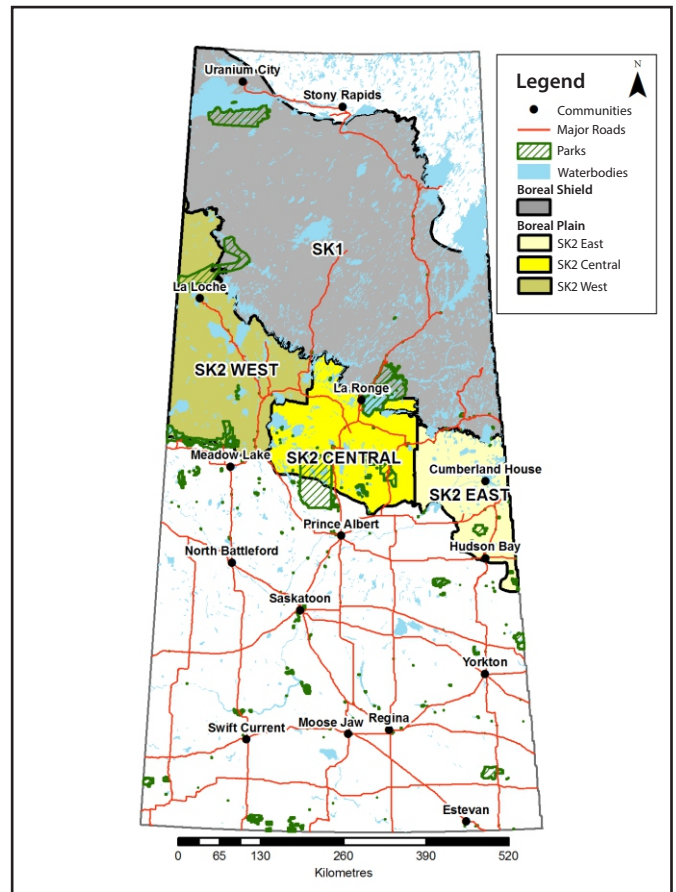 Uranium City
Stony Rapids
SK1
La Loche
SK2 WEST
La Ronge
Meadow Lake
SK2 CENTRAL
Cumberland House
SK2 EAST
Prince Albert
North Battleford
Hudson Bay
Saskatoon
Yorkton
Swift Current
Moose Jaw
Regina
Estevan
Legend
N
Communities
Major Roads
Parks
Waterbodies
Boreal Shield
Boreal Plain
SK2 East
SK2 Central
SK2 West
0 65 130 260 390 520
Kilometres